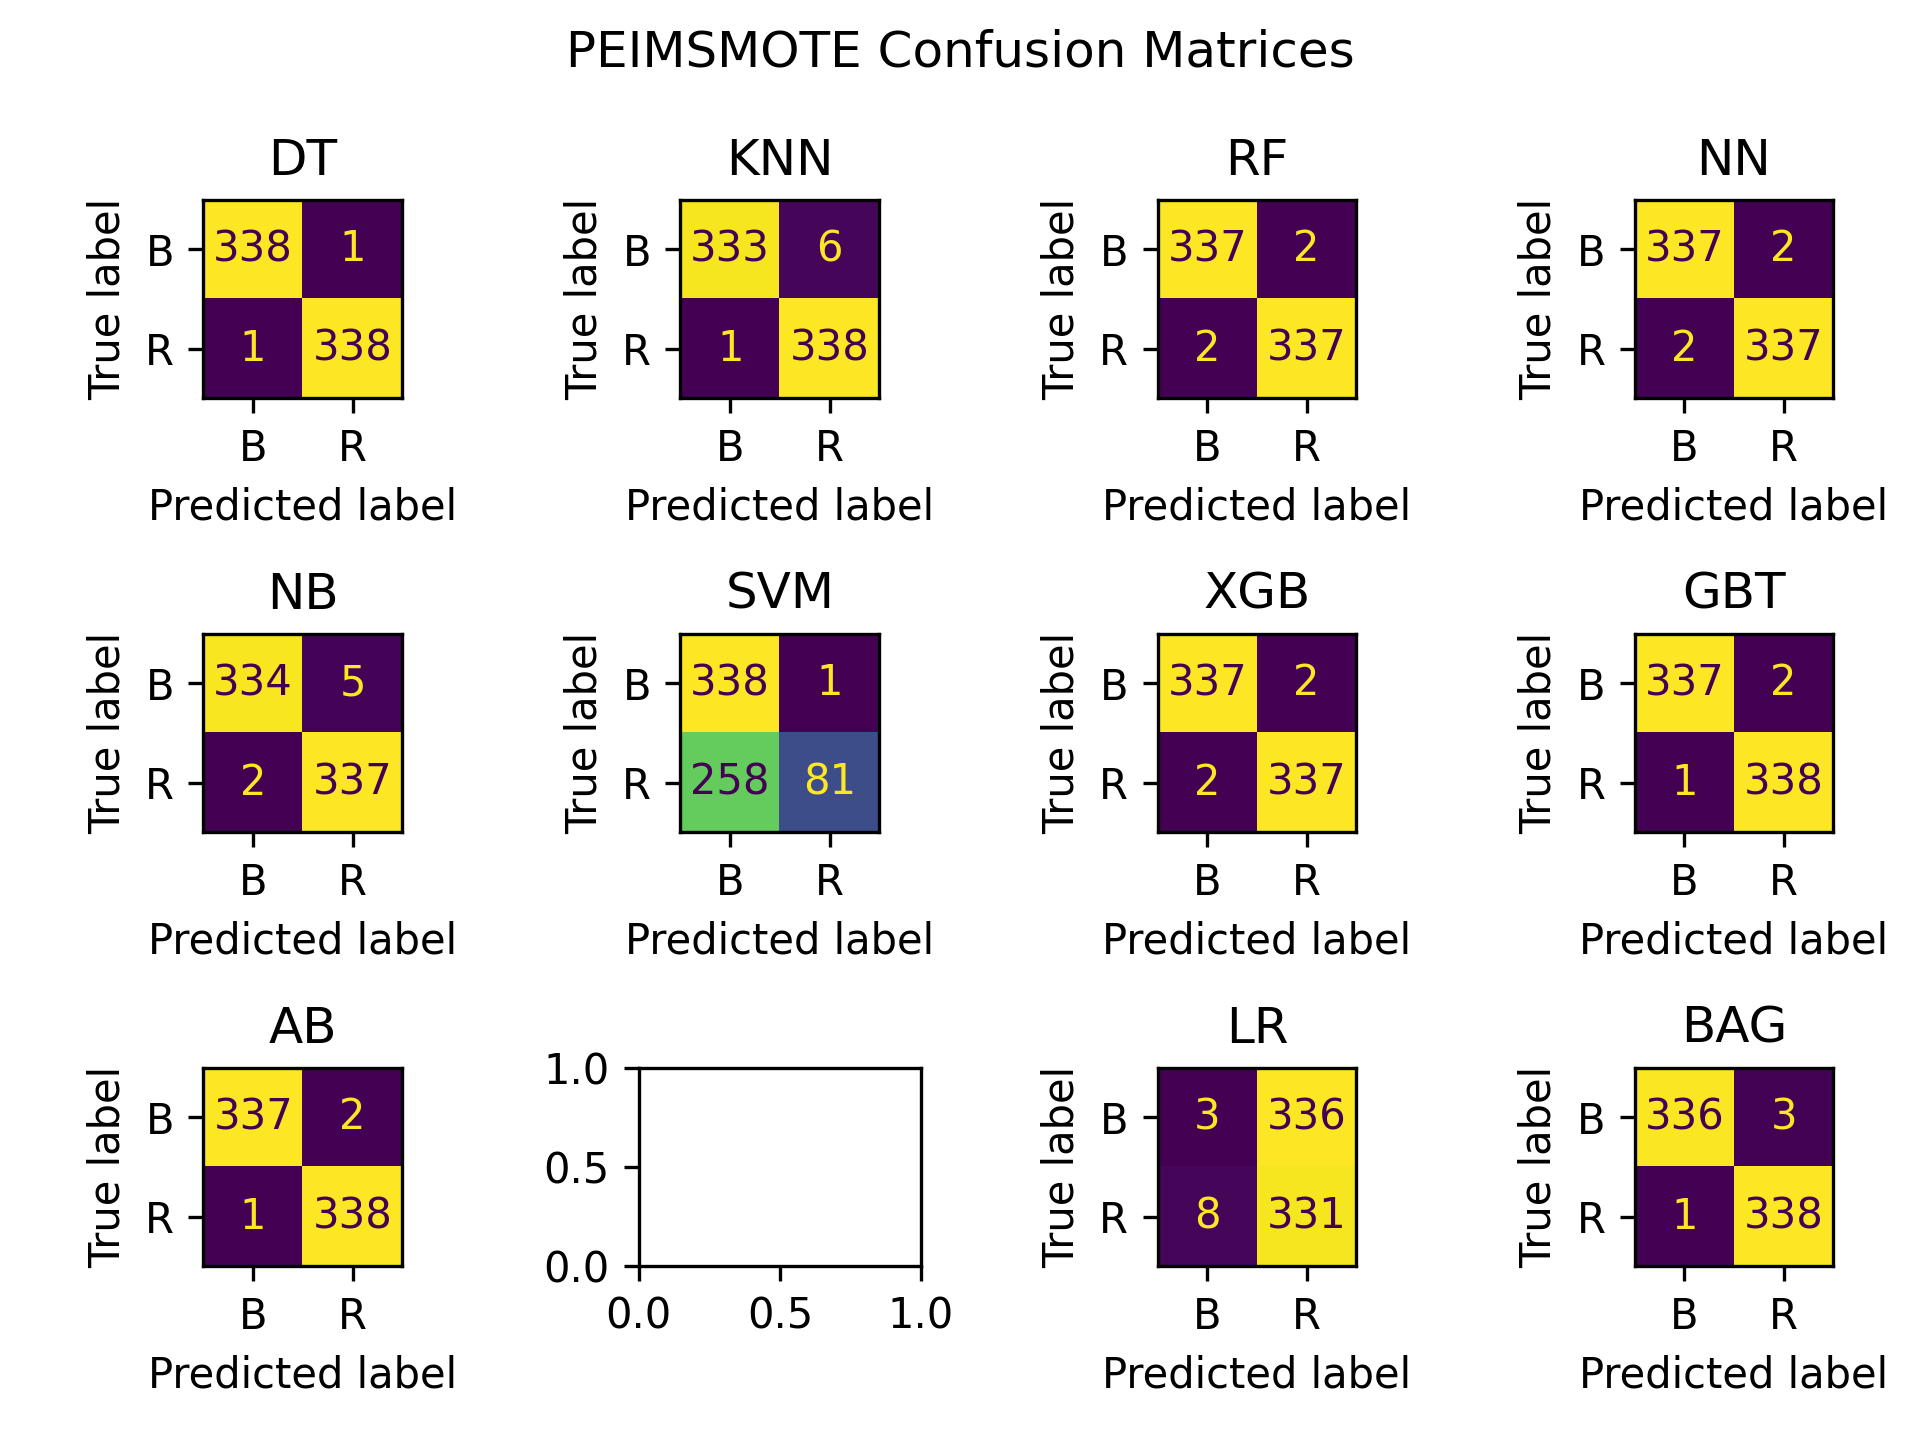 PEIMSMOTE Confusion Matrices
DT
True label
B
338 1
R
1 338
B R
Predicted label
KNN
True label
B
333 6
R
1 338
B R
Predicted label
RF
True label
B
337 2
R
2 337
B R
Predicted label
NN
True label
B
337 2
R
2 337
B R
Predicted label
NB
True label
B
334 5
R
2 337
B R
Predicted label
SVM
True label
B
338 1
R
258 81
B R
Predicted label
XGB
True label
B
337 2
R
2 337
B R
Predicted label
GBT
True label
B
337 2
R
1 338
B R
Predicted label
AB
True label
B
337 2
R
1 338
B R
Predicted label
1.0
0.5
0.0
0.0 0.5 1.0
LR
True label
B
3 336
R
8 331
B R
Predicted label
BAG
True label
B
336 3
R
1 338
B R
Predicted label